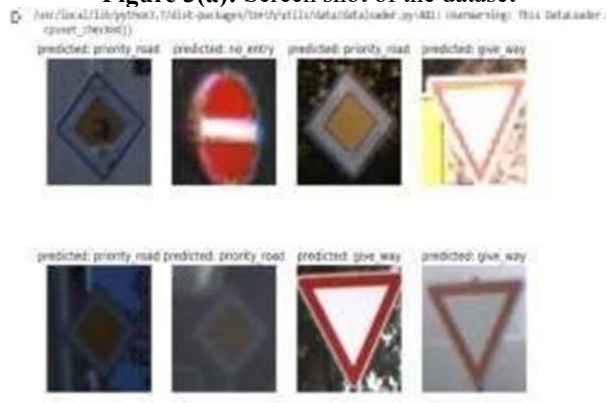 Figure 3(a): Screen shot of the dataset
/usr/local/lib/python3.7/dist-packages/torch/utils/data/dataloader.py:481: UserWarning: This DataLoader
cpuset_checked))
predicted: priority_road predicted: no_entry predicted: priority_road predicted: give_way
predicted: priority_road predicted: priority_road predicted: give_way predicted: give_way